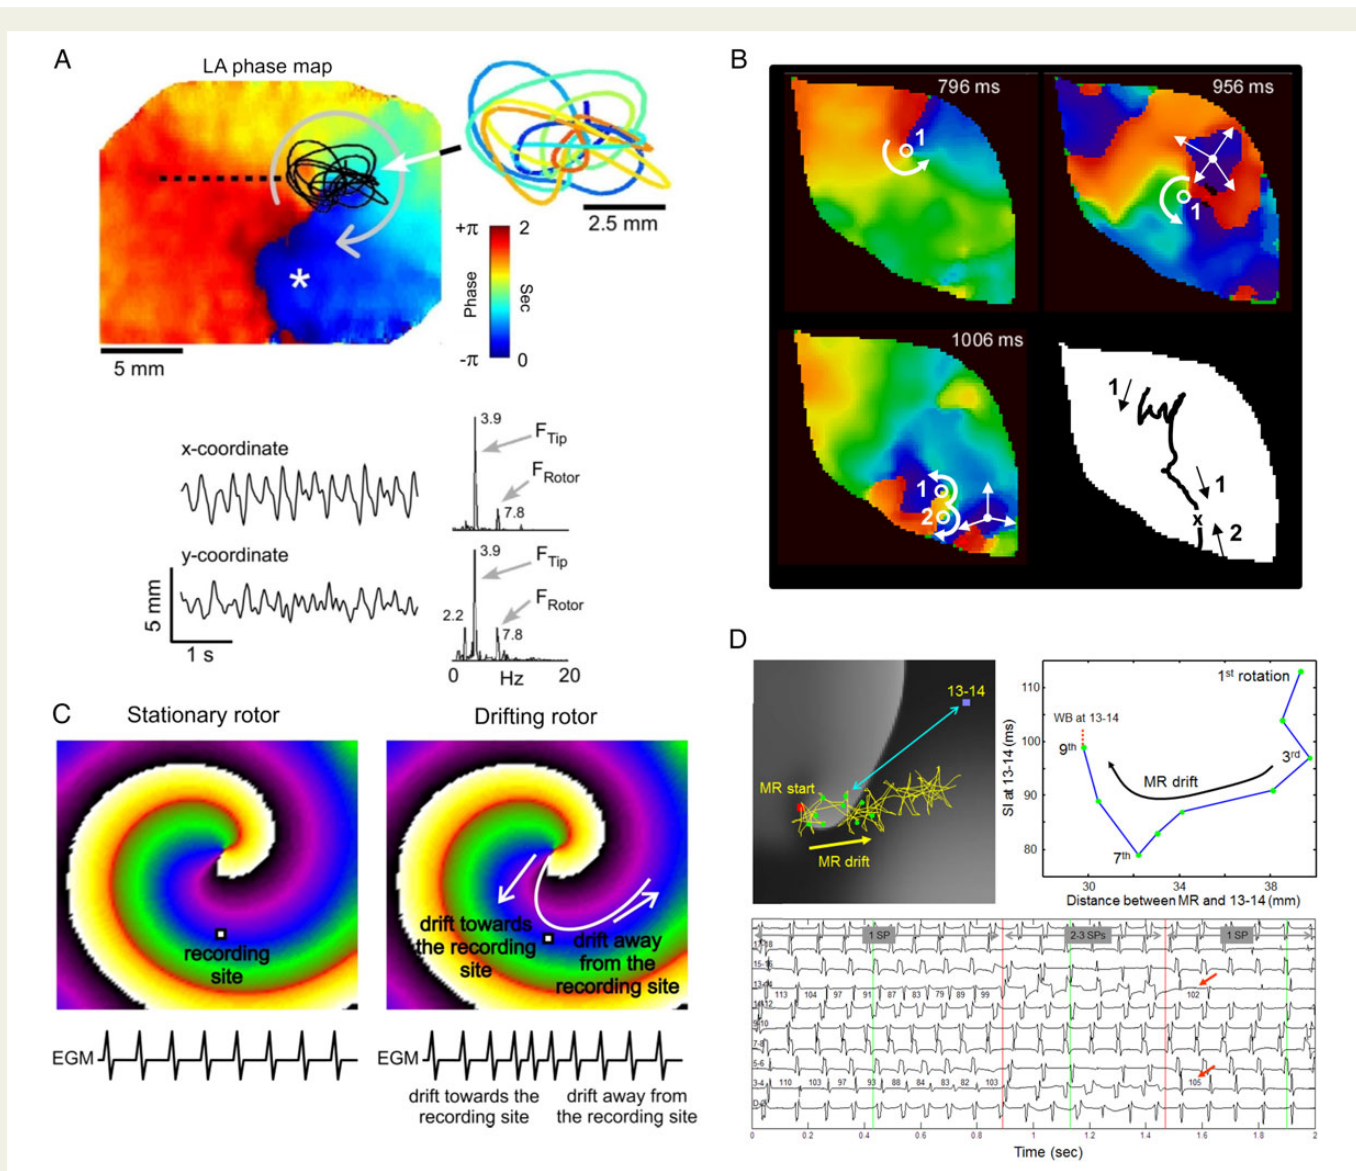 A
LA phase map
2.5 mm
+π
2
Phase
Sec
-π
0
*
5 mm
x-coordinate
3.9
F Tip
F Rotor
7.8
y-coordinate
3.9
F Tip
F Rotor
2.2
7.8
5 mm
1 s
0
Hz
20
B
796 ms
1
956 ms
1
1006 ms
1
2
1
1
x
2
C
Stationary rotor
Drifting rotor
recording
site
drift towards
the recording
site
drift away
from the
recording site
EGM
EGM
drift towards the
recording site
drift away from
the recording site
D
13-14
MR start
MR drift
SI at 13-14 (ms)
110
100
90
80
1st rotation
WB at 13-14
9th
3rd
MR drift
7th
30
34
38
Distance between MR and 13-14 (mm)
1 SP
2-3 SPs
1 SP
113 104 97 91 87 83 79 89 99
102
110 103 97 93 88 84 83 82 103
105
0 0.2 0.4 0.6 0.8 1 1.2 1.4 1.6 1.8 2
Time (sec)